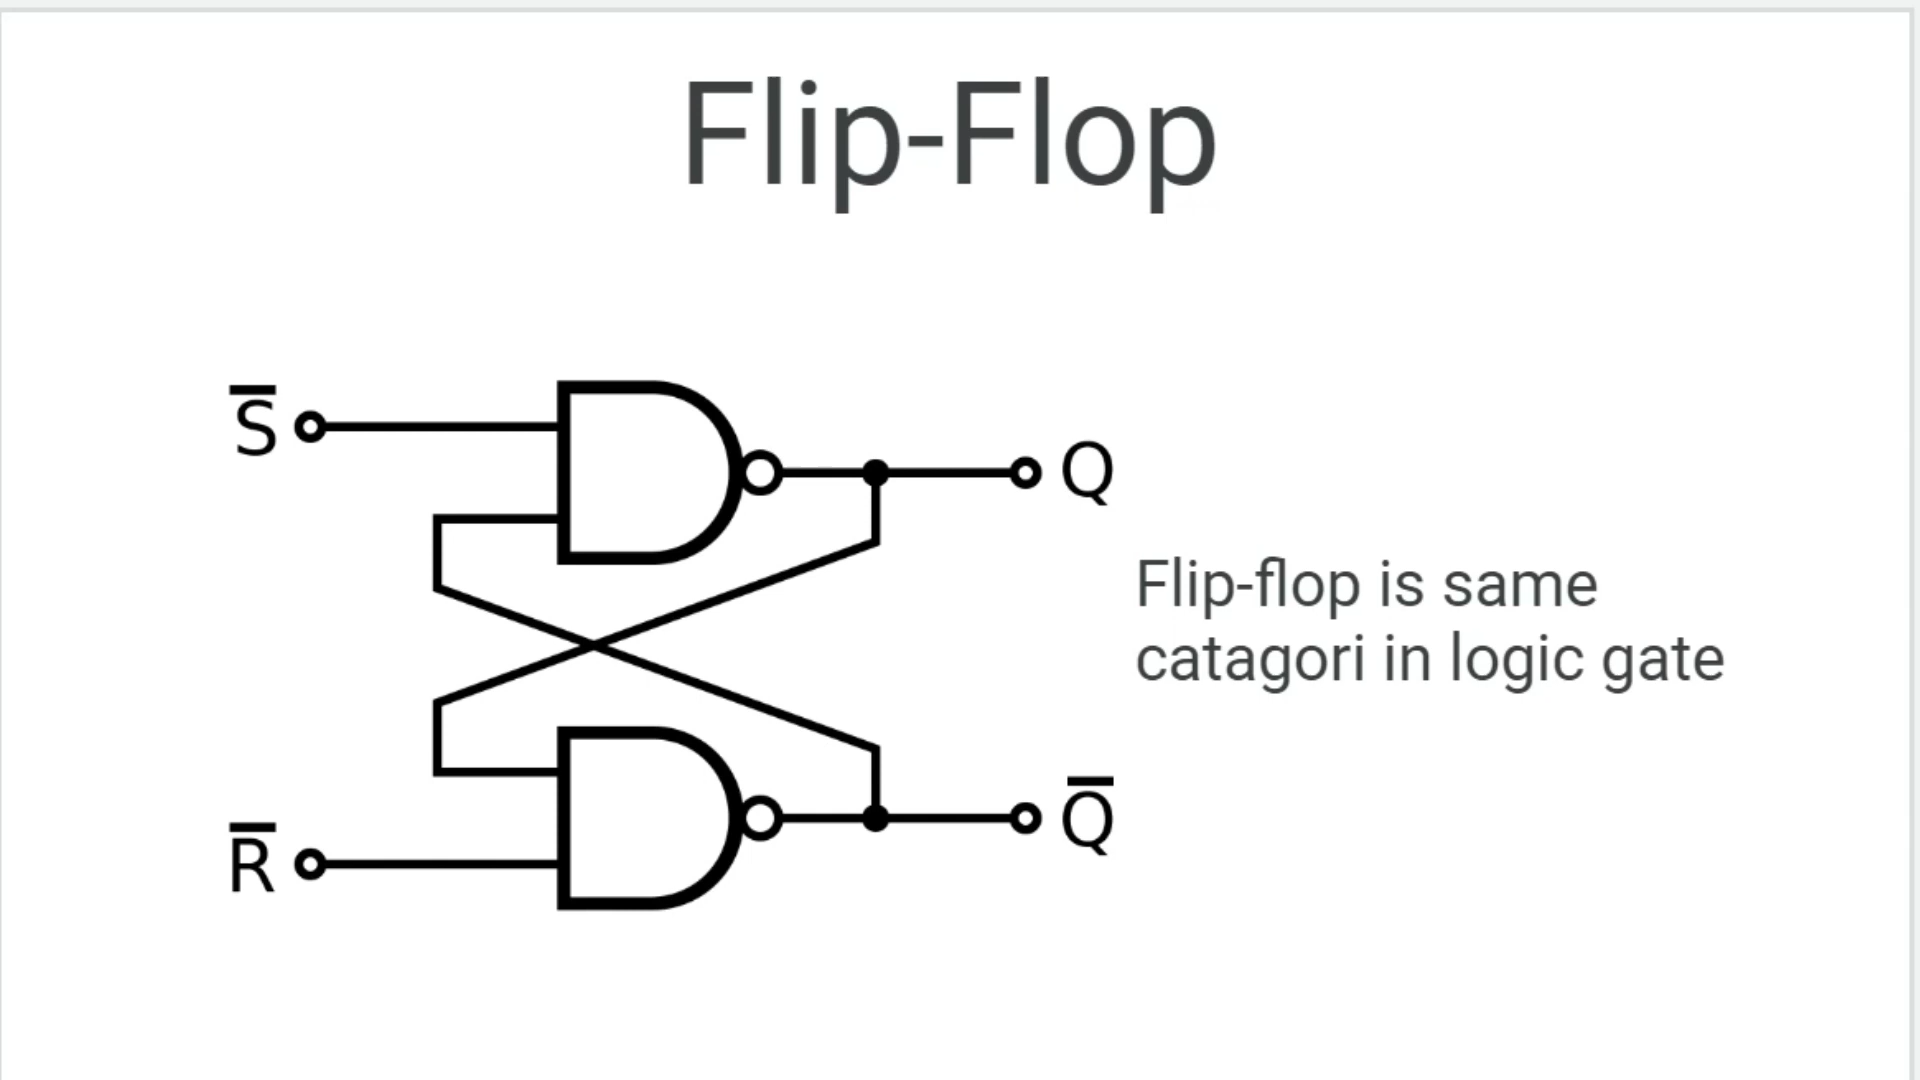 Flip-Flop
S̅
Q
Flip-flop is same
catagori in logic gate
R̅
Q̅